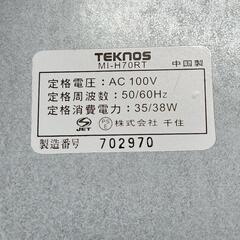 TEKNOS
MI-H70RT 中国製
定格電圧：AC 100V
定格周波数：50/60Hz
定格消費電力：35/38W
S JET PS E 株式会社 千住
製造番号 702970